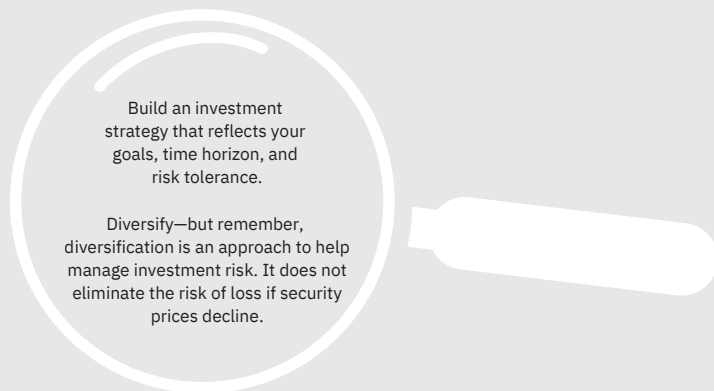 Build an investment
strategy that reflects your
goals, time horizon, and
risk tolerance.
Diversify—but remember,
diversification is an approach to help
manage investment risk. It does not
eliminate the risk of loss if security
prices decline.